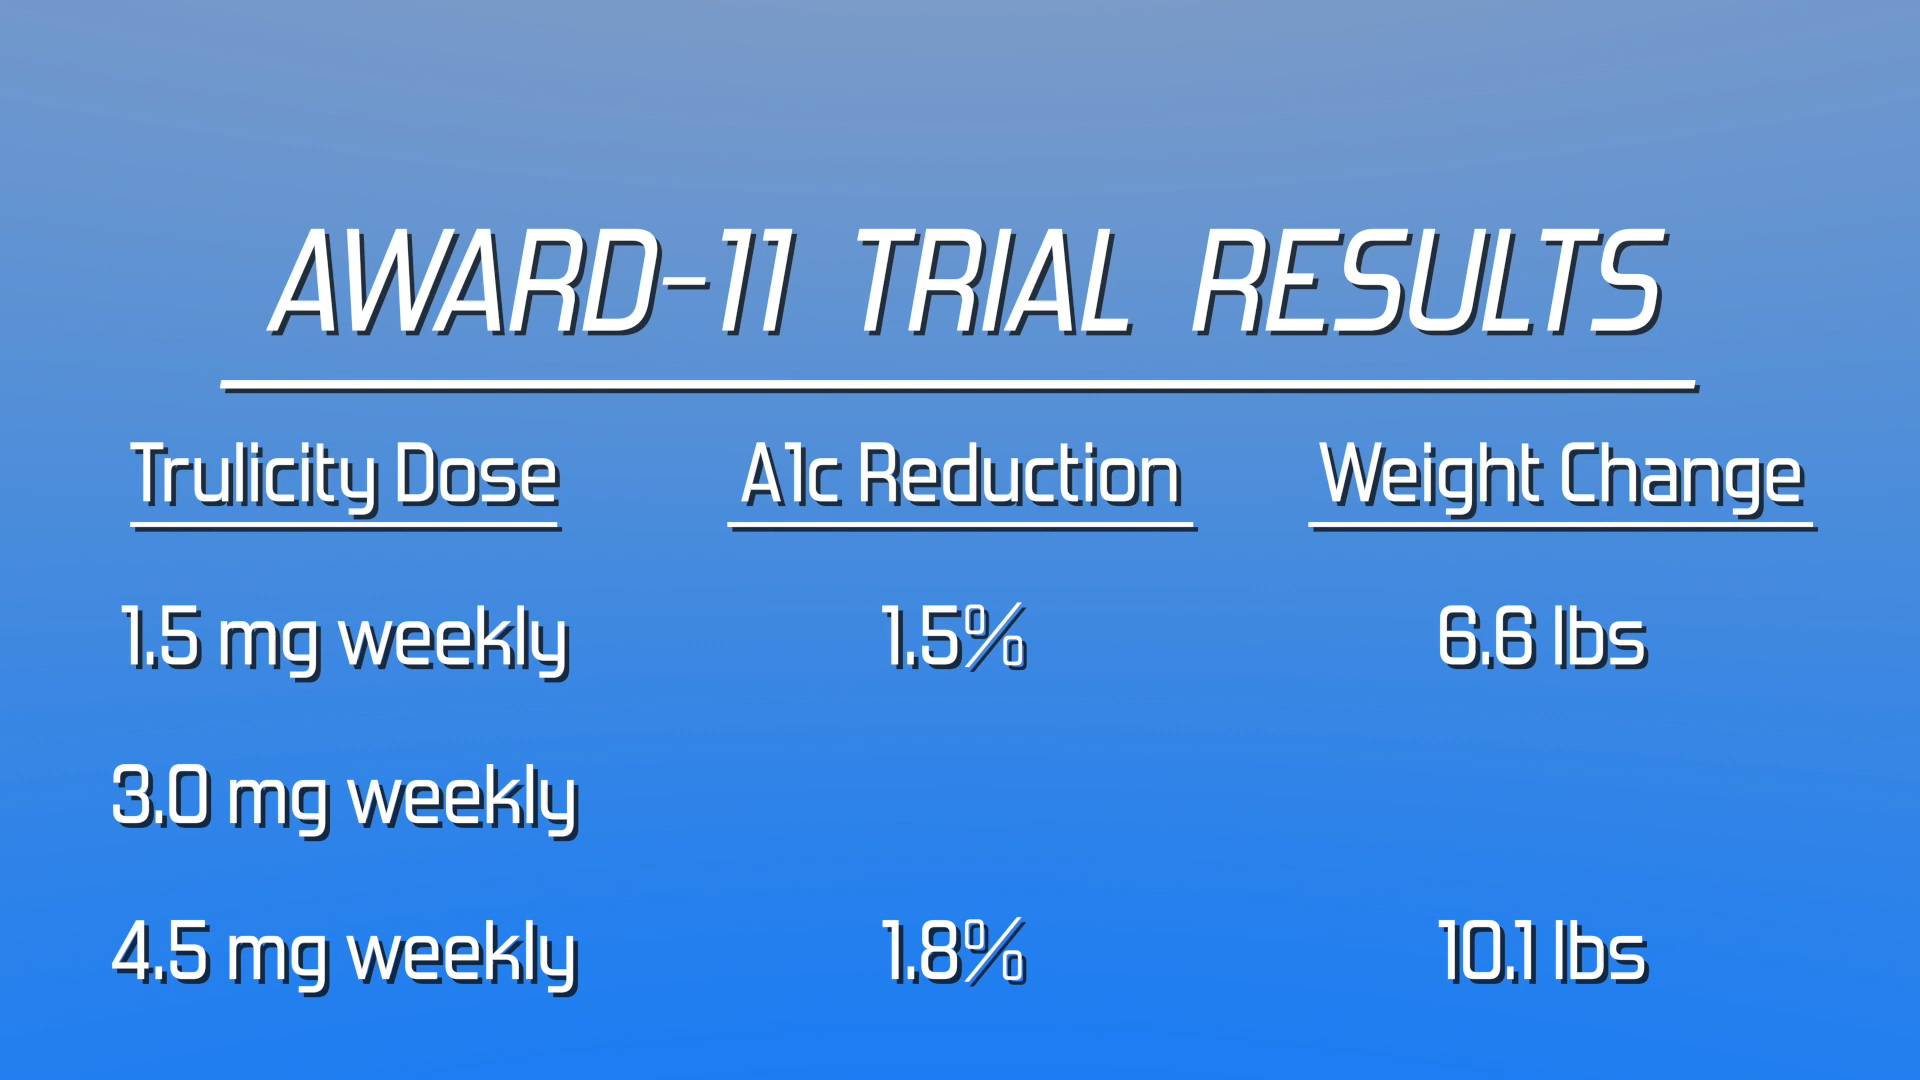 AWARD-11 TRIAL RESULTS
Trulicity Dose A1c Reduction Weight Change
1.5 mg weekly 1.5% 6.6 lbs
3.0 mg weekly
4.5 mg weekly 1.8% 10.1 lbs